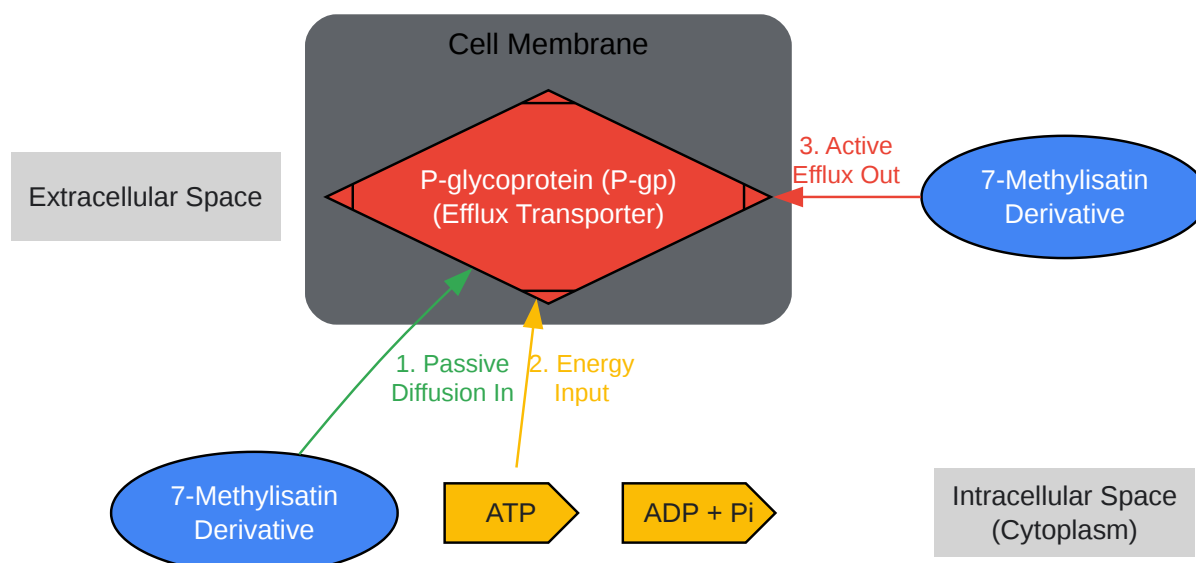 Cell Membrane
P-glycoprotein (P-gp)
(Efflux Transporter)
Extracellular Space
3. Active
Efflux Out
7-Methylisatin
Derivative
1. Passive
Diffusion In
2. Energy
Input
7-Methylisatin
Derivative
ATP
ADP + Pi
Intracellular Space
(Cytoplasm)